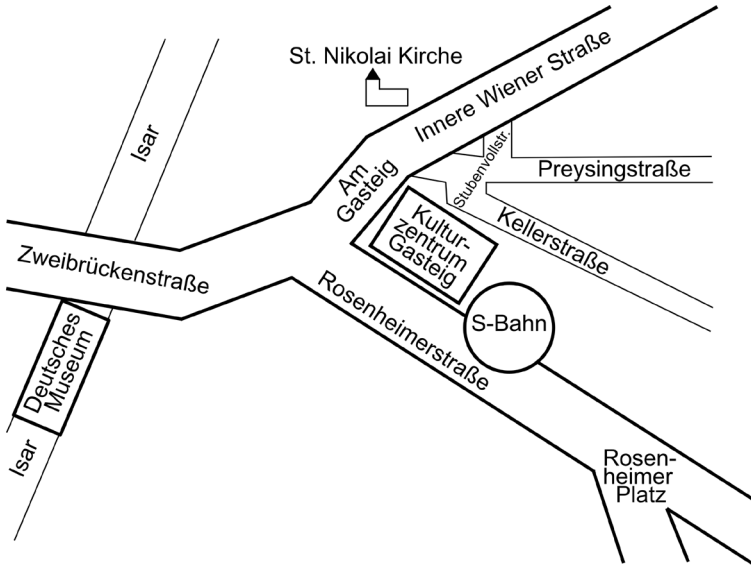 St. Nikolai Kirche
Innere Wiener Straße
Isar
Am
Gasteig
Stubenvollstr.
Preysingstraße
Kellerstraße
Kultur-
zentrum
Gasteig
Zweibrückenstraße
Rosenheimerstraße
S-Bahn
Deutsches
Museum
Isar
Rosen-
heimer
Platz